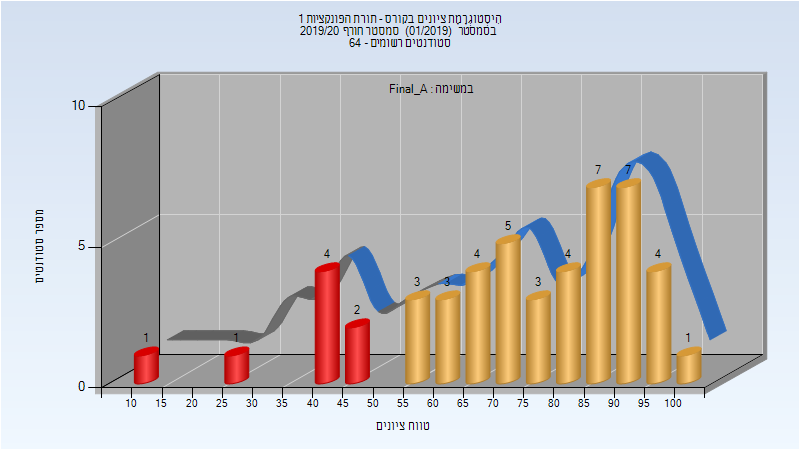 היסטוגרמת ציונים בקורס - תורת הפונקציות 1
בסמסטר (01/2019) סמסטר חורף 2019/20
סטודנטים רשומים - 64
במשימה : Final_A
מספר סטודנטים
10
5
0
1 1 4 2 3 3 4 5 3 4 7 7 4 1
10 15 20 25 30 35 40 45 50 55 60 65 70 75 80 85 90 95 100
טווח ציונים